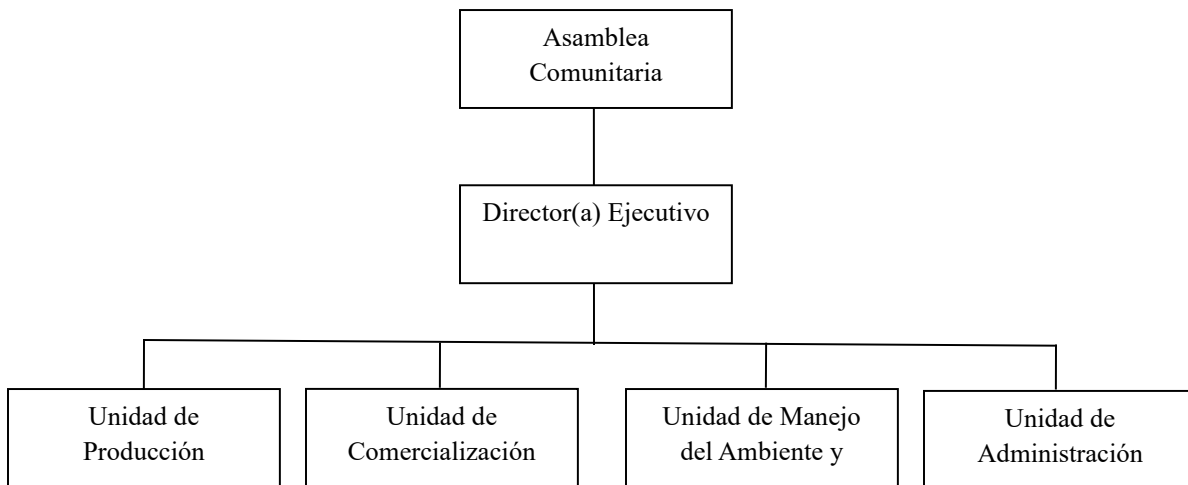 Asamblea
Comunitaria
Director(a) Ejecutivo
Unidad de
Producción
Unidad de
Comercialización
Unidad de Manejo
del Ambiente y
Unidad de
Administración